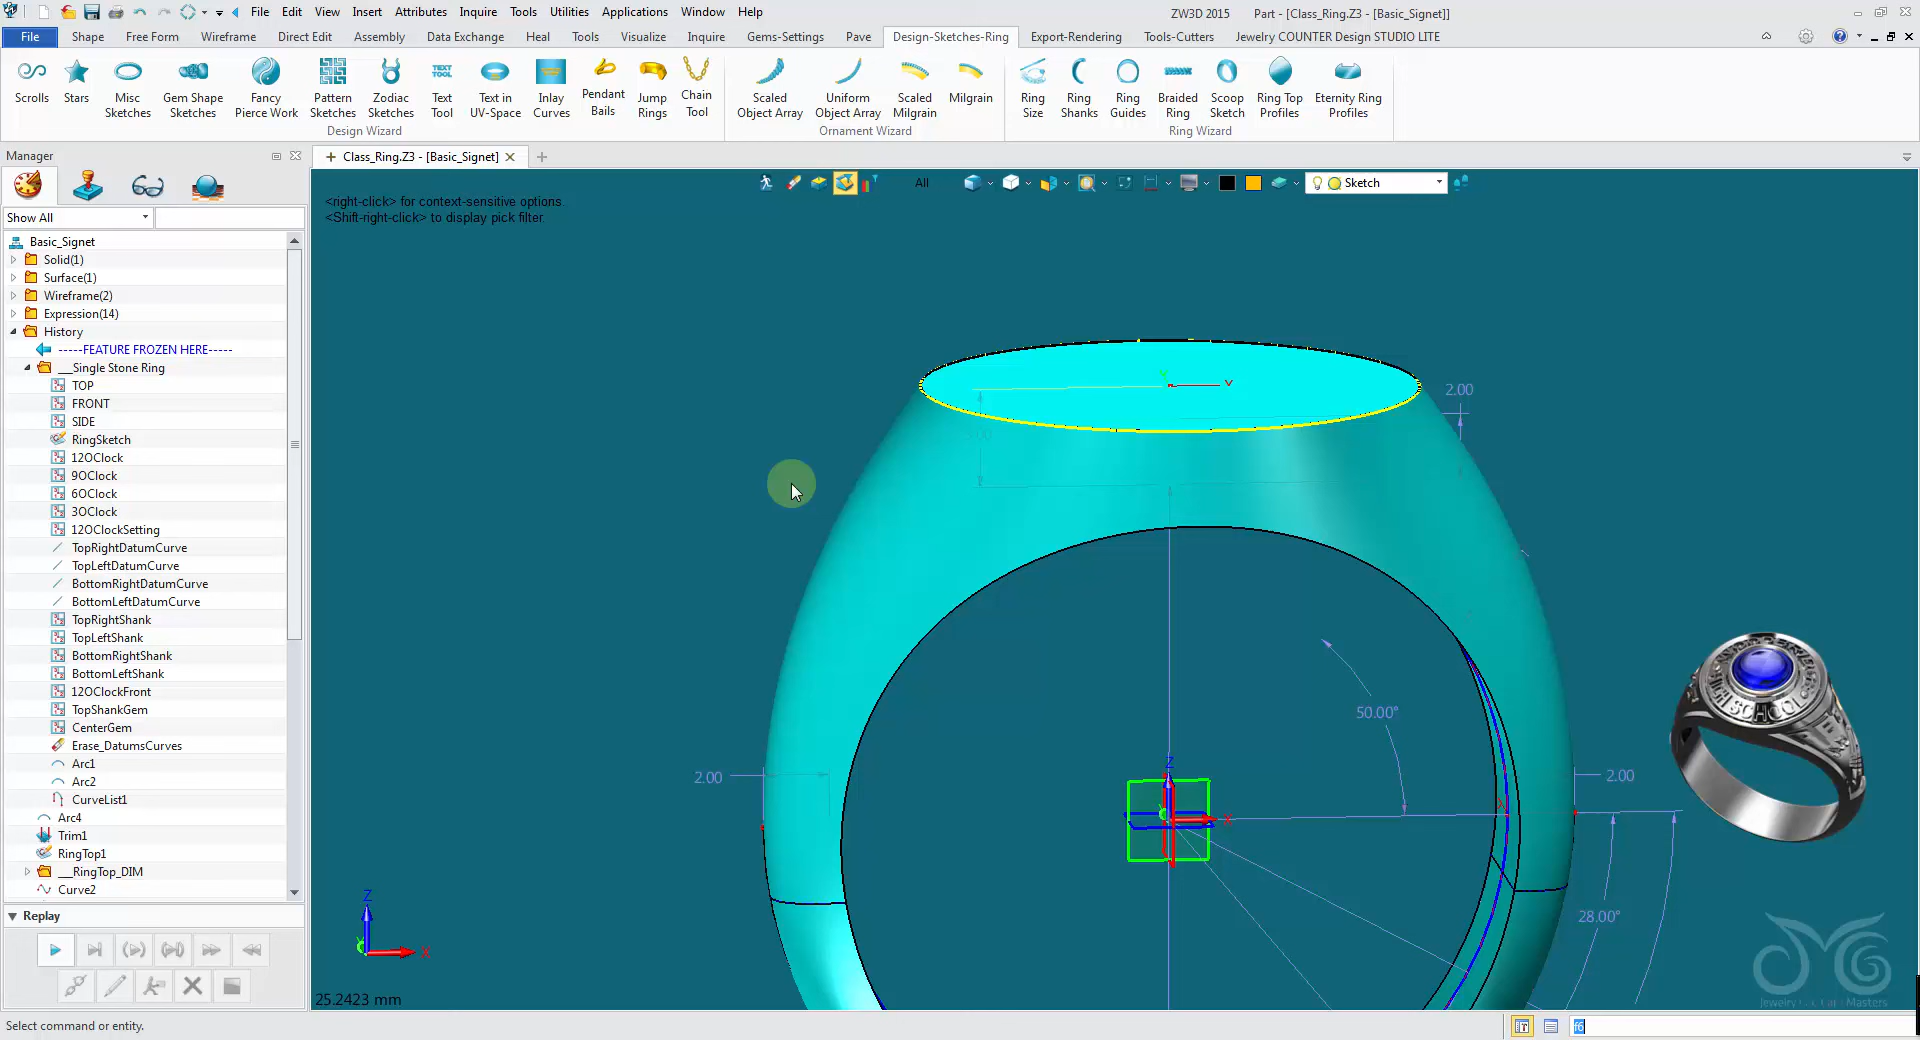 File Edit View Insert Attributes Inquire Tools Utilities Applications Window Help
ZW3D 2015 Part - [Class_Ring.Z3 - [Basic_Signet]]
File Shape Free Form Wireframe Direct Edit Assembly Data Exchange Heal Tools Visualize Inquire Gems-Settings Pave Design-Sketches-Ring Export-Rendering Tools-Cutters Jewelry COUNTER Design STUDIO LITE
Scrolls Stars Misc Sketches Gem Shape Sketches Fancy Pierce Work Pattern Sketches Zodiac Sketches Text Tool Text in UV-Space Inlay Curves Pendant Bails Jump Rings Chain Tool Scaled Object Array Uniform Object Array Scaled Milgrain Milgrain Ring Size Ring Shanks Ring Guides Braided Ring Scoop Sketch Ring Top Profiles Eternity Ring Profiles
Design Wizard Ornament Wizard Ring Wizard
Manager
Class_Ring.Z3 - [Basic_Signet]
All
Sketch
<right-click> for context-sensitive options.
<Shift-right-click> to display pick filter.
Show All
Basic_Signet
Solid(1)
Surface(1)
Wireframe(2)
Expression(14)
History
-----FEATURE FROZEN HERE-----
__Single Stone Ring
TOP
FRONT
SIDE
RingSketch
12OClock
9OClock
6OClock
3OClock
12OClockSetting
TopRightDatumCurve
TopLeftDatumCurve
BottomRightDatumCurve
BottomLeftDatumCurve
TopRightShank
TopLeftShank
BottomRightShank
BottomLeftShank
12OClockFront
TopShankGem
CenterGem
Erase_DatumsCurves
Arc1
Arc2
CurveList1
Arc4
Trim1
RingTop1
__RingTop_DIM
Curve2
Replay
2.00
50.00°
2.00
2.00
28.00°
Z
X
Z
X
SCHOOL
25.2423 mm
Select command or entity.
f6